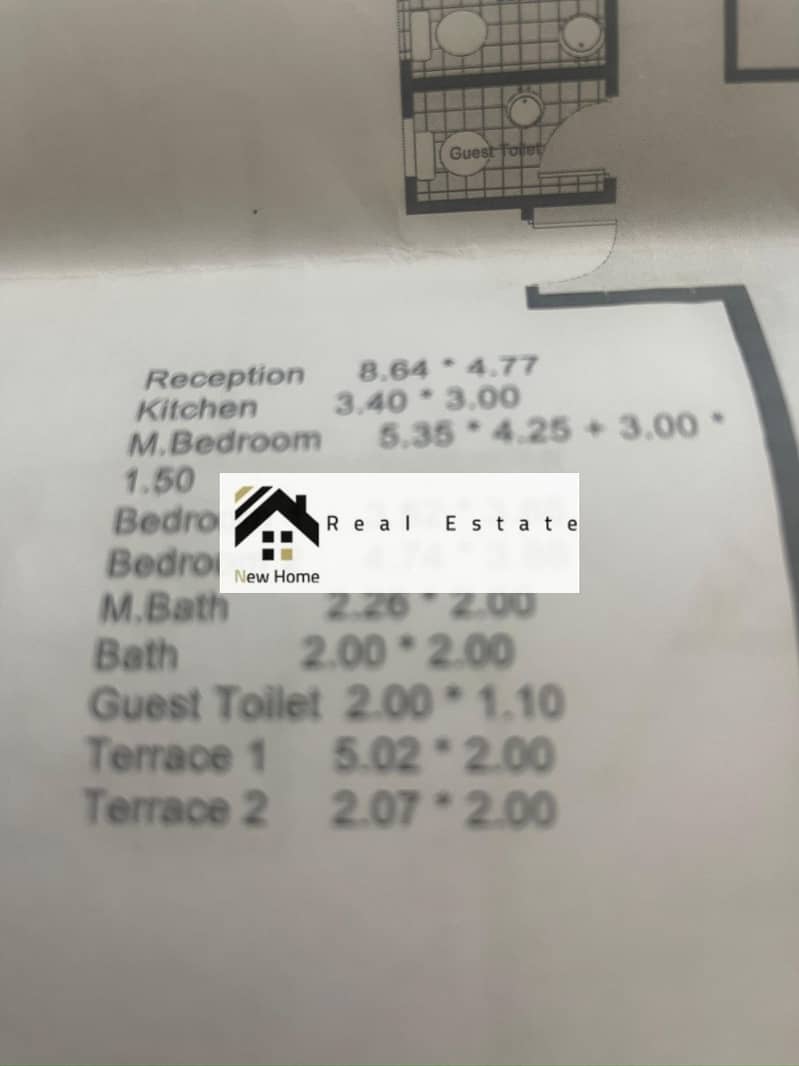 Guest Toilet
Reception 8.64 * 4.77
Kitchen 3.40 * 3.00
M.Bedroom 5.35 * 4.25 + 3.00 *
1.50
Bedro
Real Estate
New Home
Bedro
M.Bath 2.26 * 2.00
Bath 2.00 * 2.00
Guest Toilet 2.00 * 1.10
Terrace 1 5.02 * 2.00
Terrace 2 2.07 * 2.00